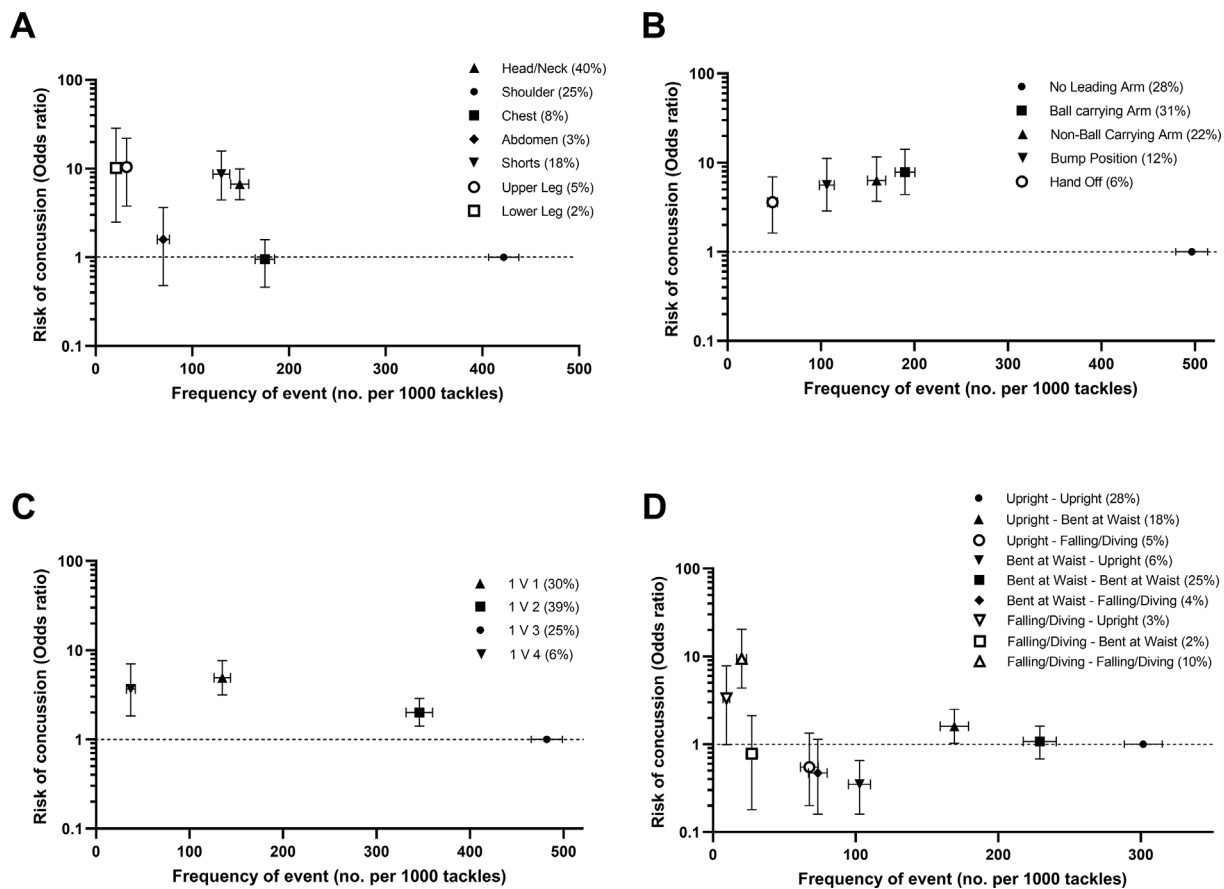 A
Head/Neck (40%)
Shoulder (25%)
Chest (8%)
Abdomen (3%)
Shorts (18%)
Upper Leg (5%)
Lower Leg (2%)
Risk of concussion (Odds ratio)
100
10
1
0.1
0 100 200 300 400 500
Frequency of event (no. per 1000 tackles)
B
No Leading Arm (28%)
Ball carrying Arm (31%)
Non-Ball Carrying Arm (22%)
Bump Position (12%)
Hand Off (6%)
Risk of concussion (Odds ratio)
100
10
1
0.1
0 100 200 300 400 500
Frequency of event (no. per 1000 tackles)
C
1 V 1 (30%)
1 V 2 (39%)
1 V 3 (25%)
1 V 4 (6%)
Risk of concussion (Odds ratio)
100
10
1
0.1
0 100 200 300 400 500
Frequency of event (no. per 1000 tackles)
D
Upright - Upright (28%)
Upright - Bent at Waist (18%)
Upright - Falling/Diving (5%)
Bent at Waist - Upright (6%)
Bent at Waist - Bent at Waist (25%)
Bent at Waist - Falling/Diving (4%)
Falling/Diving - Upright (3%)
Falling/Diving - Bent at Waist (2%)
Falling/Diving - Falling/Diving (10%)
Risk of concussion (Odds ratio)
100
10
1
0.1
0 100 200 300
Frequency of event (no. per 1000 tackles)